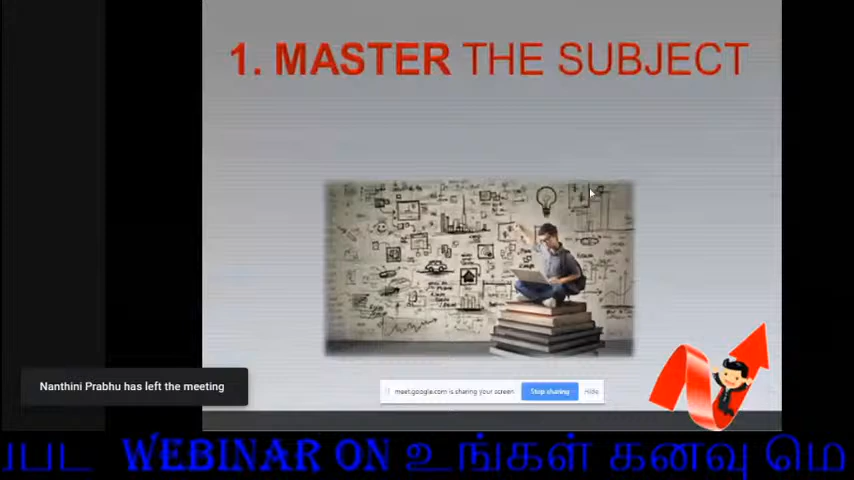 1. MASTER THE SUBJECT
Nanthini Prabhu has left the meeting
meet.google.com is sharing your screen
Stop sharing
Hide
WEBINAR ON உங்கள் கனவு